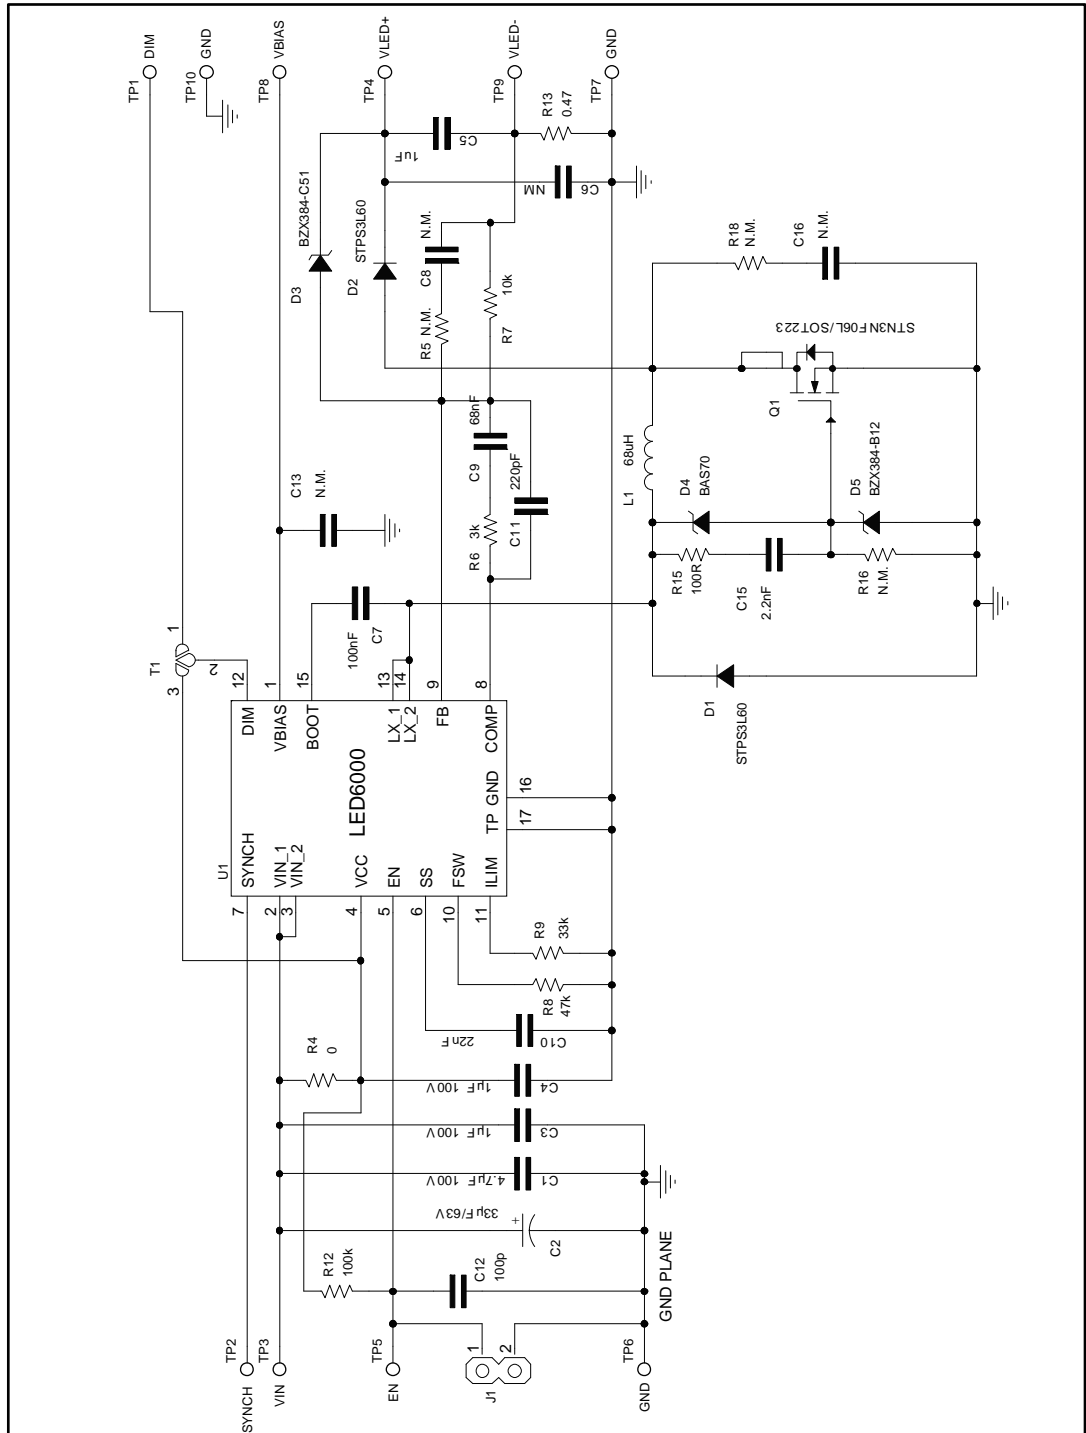 DIM
TP1
GND
TP10
VBIAS
TP8
VLED+
TP4
VLED-
TP9
GND
TP7
R13
0.47
C5
1uF
C6
NM
BZX384-C51
D3
STPS3L60
D2
N.M.
C8
R5 N.M.
10k
R7
R18
N.M.
C16
N.M.
STN3NF06L/SOT223
Q1
68uH
L1
D4
BAS70
D5
BZX384-B12
R15
100R
C15
2.2nF
R16
N.M.
D1
STPS3L60
C13
N.M.
68nF
C9
220pF
C11
R6 3k
100nF
C7
T1
1
2
3
12
1
15
13
14
9
8
DIM
VBIAS
BOOT
LX_1
LX_2
FB
COMP
LED6000
U1
SYNCH
VIN_1
VIN_2
VCC
EN
SS
FSW
ILIM
TP
GND
16
17
7
2
3
4
5
6
10
11
R9
33k
R8
47k
22nF
C10
R4
0
1µF 100V
C4
1µF 100V
C3
4.7µF 100V
C1
33µF/63V
+
C2
R12
100k
C12
100p
GND PLANE
J1
1
2
TP2
SYNCH
TP3
VIN
TP5
EN
TP6
GND